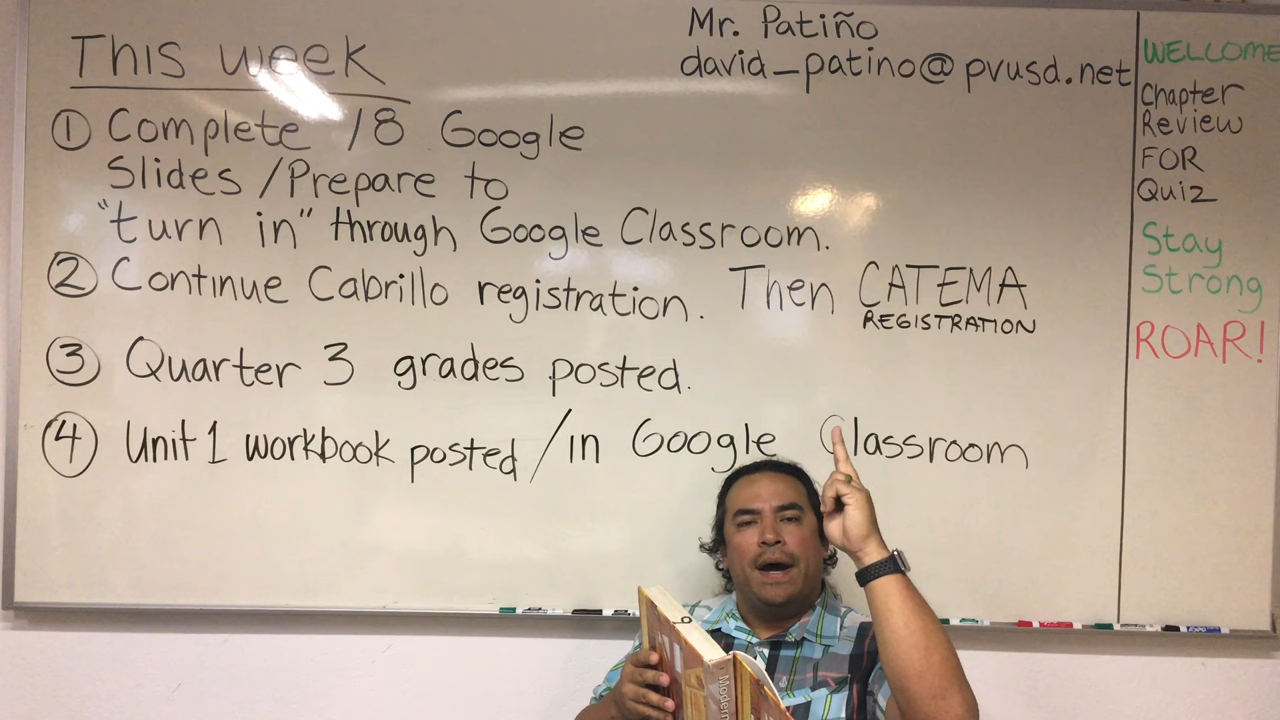 This week
① Complete /8 Google
Slides/Prepare to
"turn in" through Google Classroom.
② Continue Cabrillo registration. Then CATEMA
REGISTRATION
③ Quarter 3 grades posted.
④ Unit 1 workbook posted/in Google Classroom
Mr. Patiño
david_patino@pvusd.net
WELCOME
Chapter
Review
FOR
Quiz
Stay
Strong
ROAR!
Modern